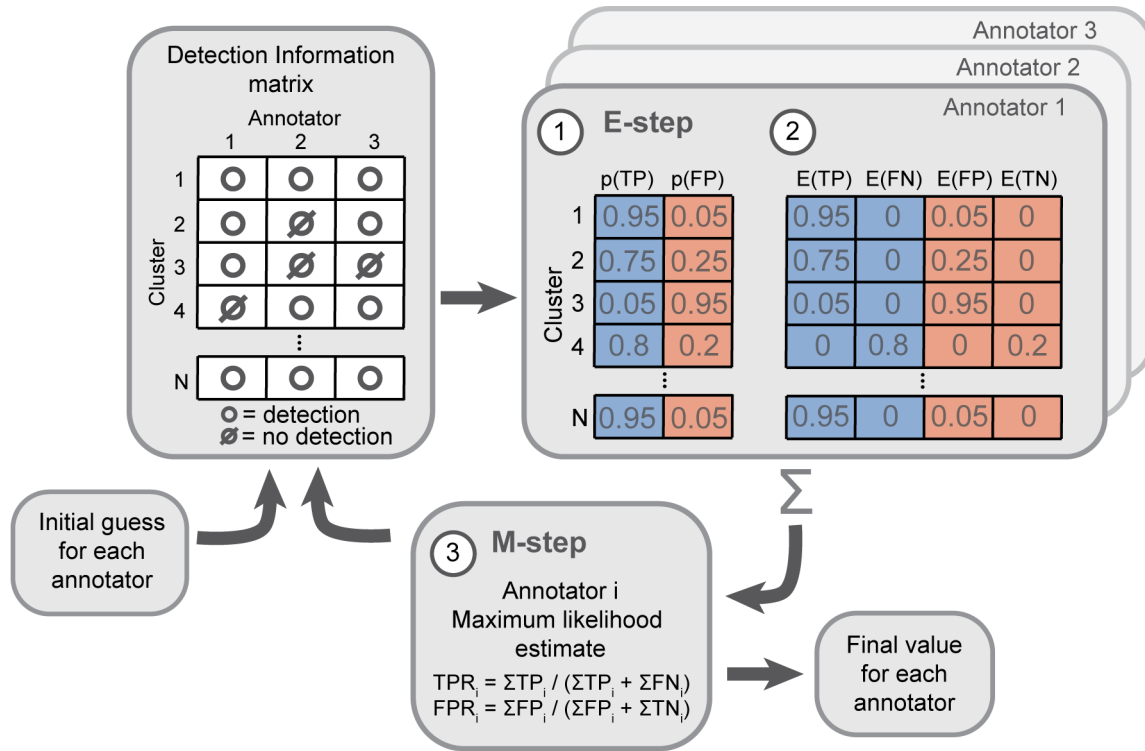 Detection Information
matrix
Annotator
1 2 3
Cluster
1
2
3
4
N
= detection
= no detection
Annotator 3
Annotator 2
Annotator 1
1 E-step 2
p(TP) p(FP) E(TP) E(FN) E(FP) E(TN)
Cluster
1 0.95 0.05 0.95 0 0.05 0
2 0.75 0.25 0.75 0 0.25 0
3 0.05 0.95 0.05 0 0.95 0
4 0.8 0.2 0 0.8 0 0.2
N 0.95 0.05 0.95 0 0.05 0
Σ
Initial guess
for each
annotator
3 M-step
Annotator i
Maximum likelihood
estimate
TPRᵢ = ΣTPᵢ / (ΣTPᵢ + ΣFNᵢ)
FPRᵢ = ΣFPᵢ / (ΣFPᵢ + ΣTNᵢ)
Final value
for each
annotator